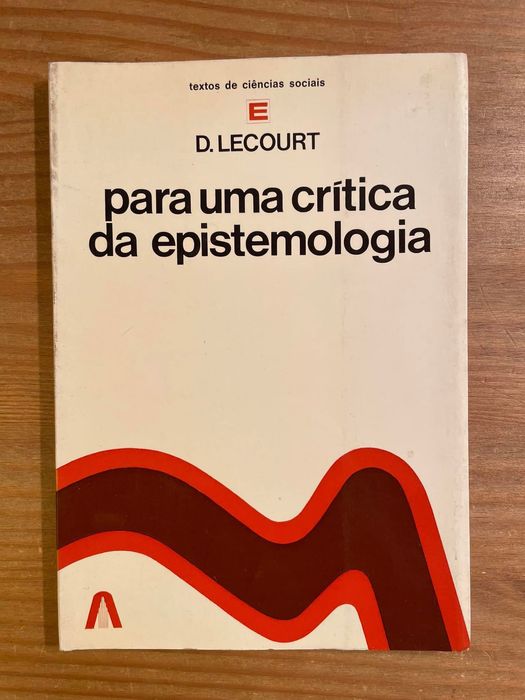 textos de ciências sociais
E
D. LECOURT
para uma crítica
da epistemologia